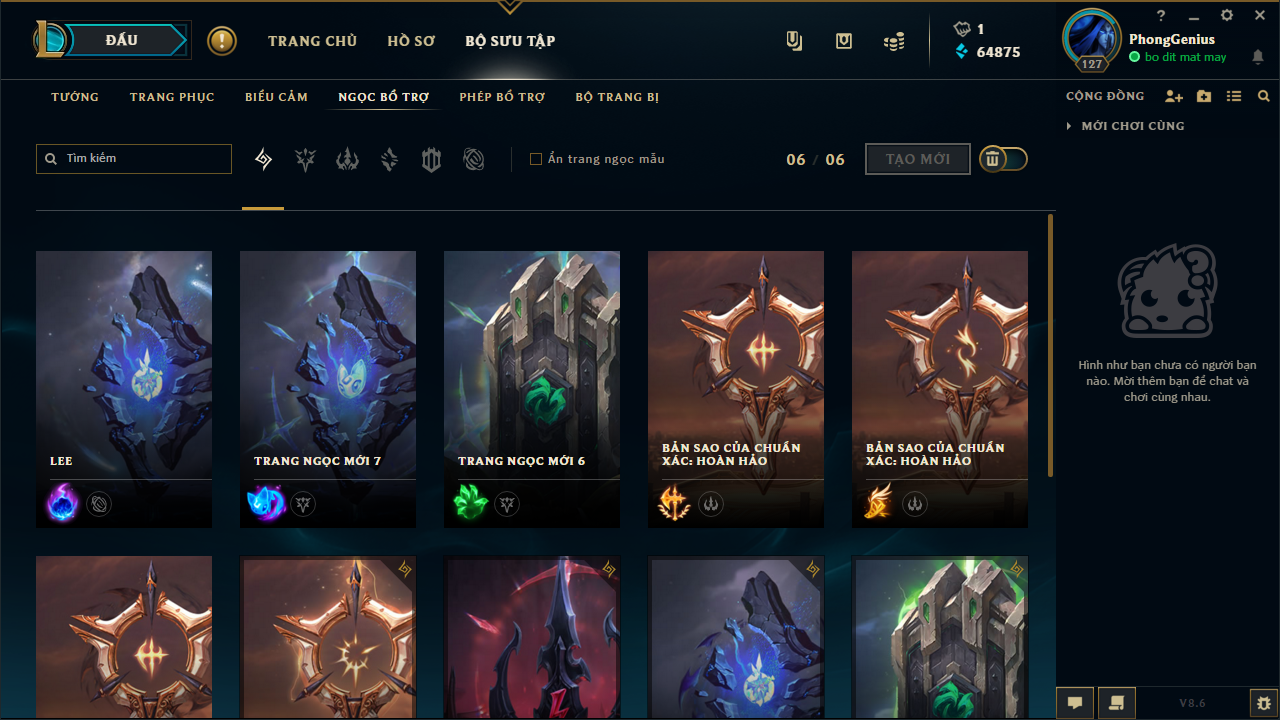 ĐẤU
TRANG CHỦ
HỒ SƠ
BỘ SƯU TẬP
1
64875
127
PhongGenius
bo dit mat may
TƯỚNG
TRANG PHỤC
BIỂU CẢM
NGỌC BỔ TRỢ
PHÉP BỔ TRỢ
BỘ TRANG BỊ
CỘNG ĐỒNG
MỚI CHƠI CÙNG
Tìm kiếm
Ẩn trang ngọc mẫu
06 / 06
TẠO MỚI
LEE
TRANG NGỌC MỚI 7
TRANG NGỌC MỚI 6
BẢN SAO CỦA CHUẨN
XÁC: HOÀN HẢO
BẢN SAO CỦA CHUẨN
XÁC: HOÀN HẢO
Hình như bạn chưa có người bạn
nào. Mời thêm bạn để chat và
chơi cùng nhau.
V8.6